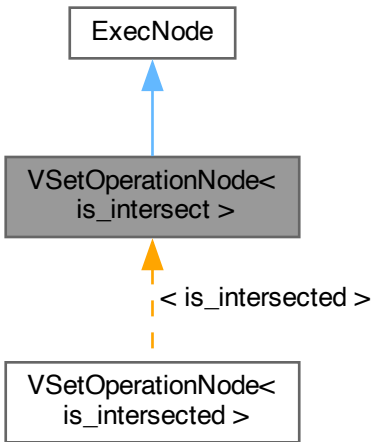 ExecNode
VSetOperationNode<
is_intersect >
< is_intersected >
VSetOperationNode<
is_intersected >